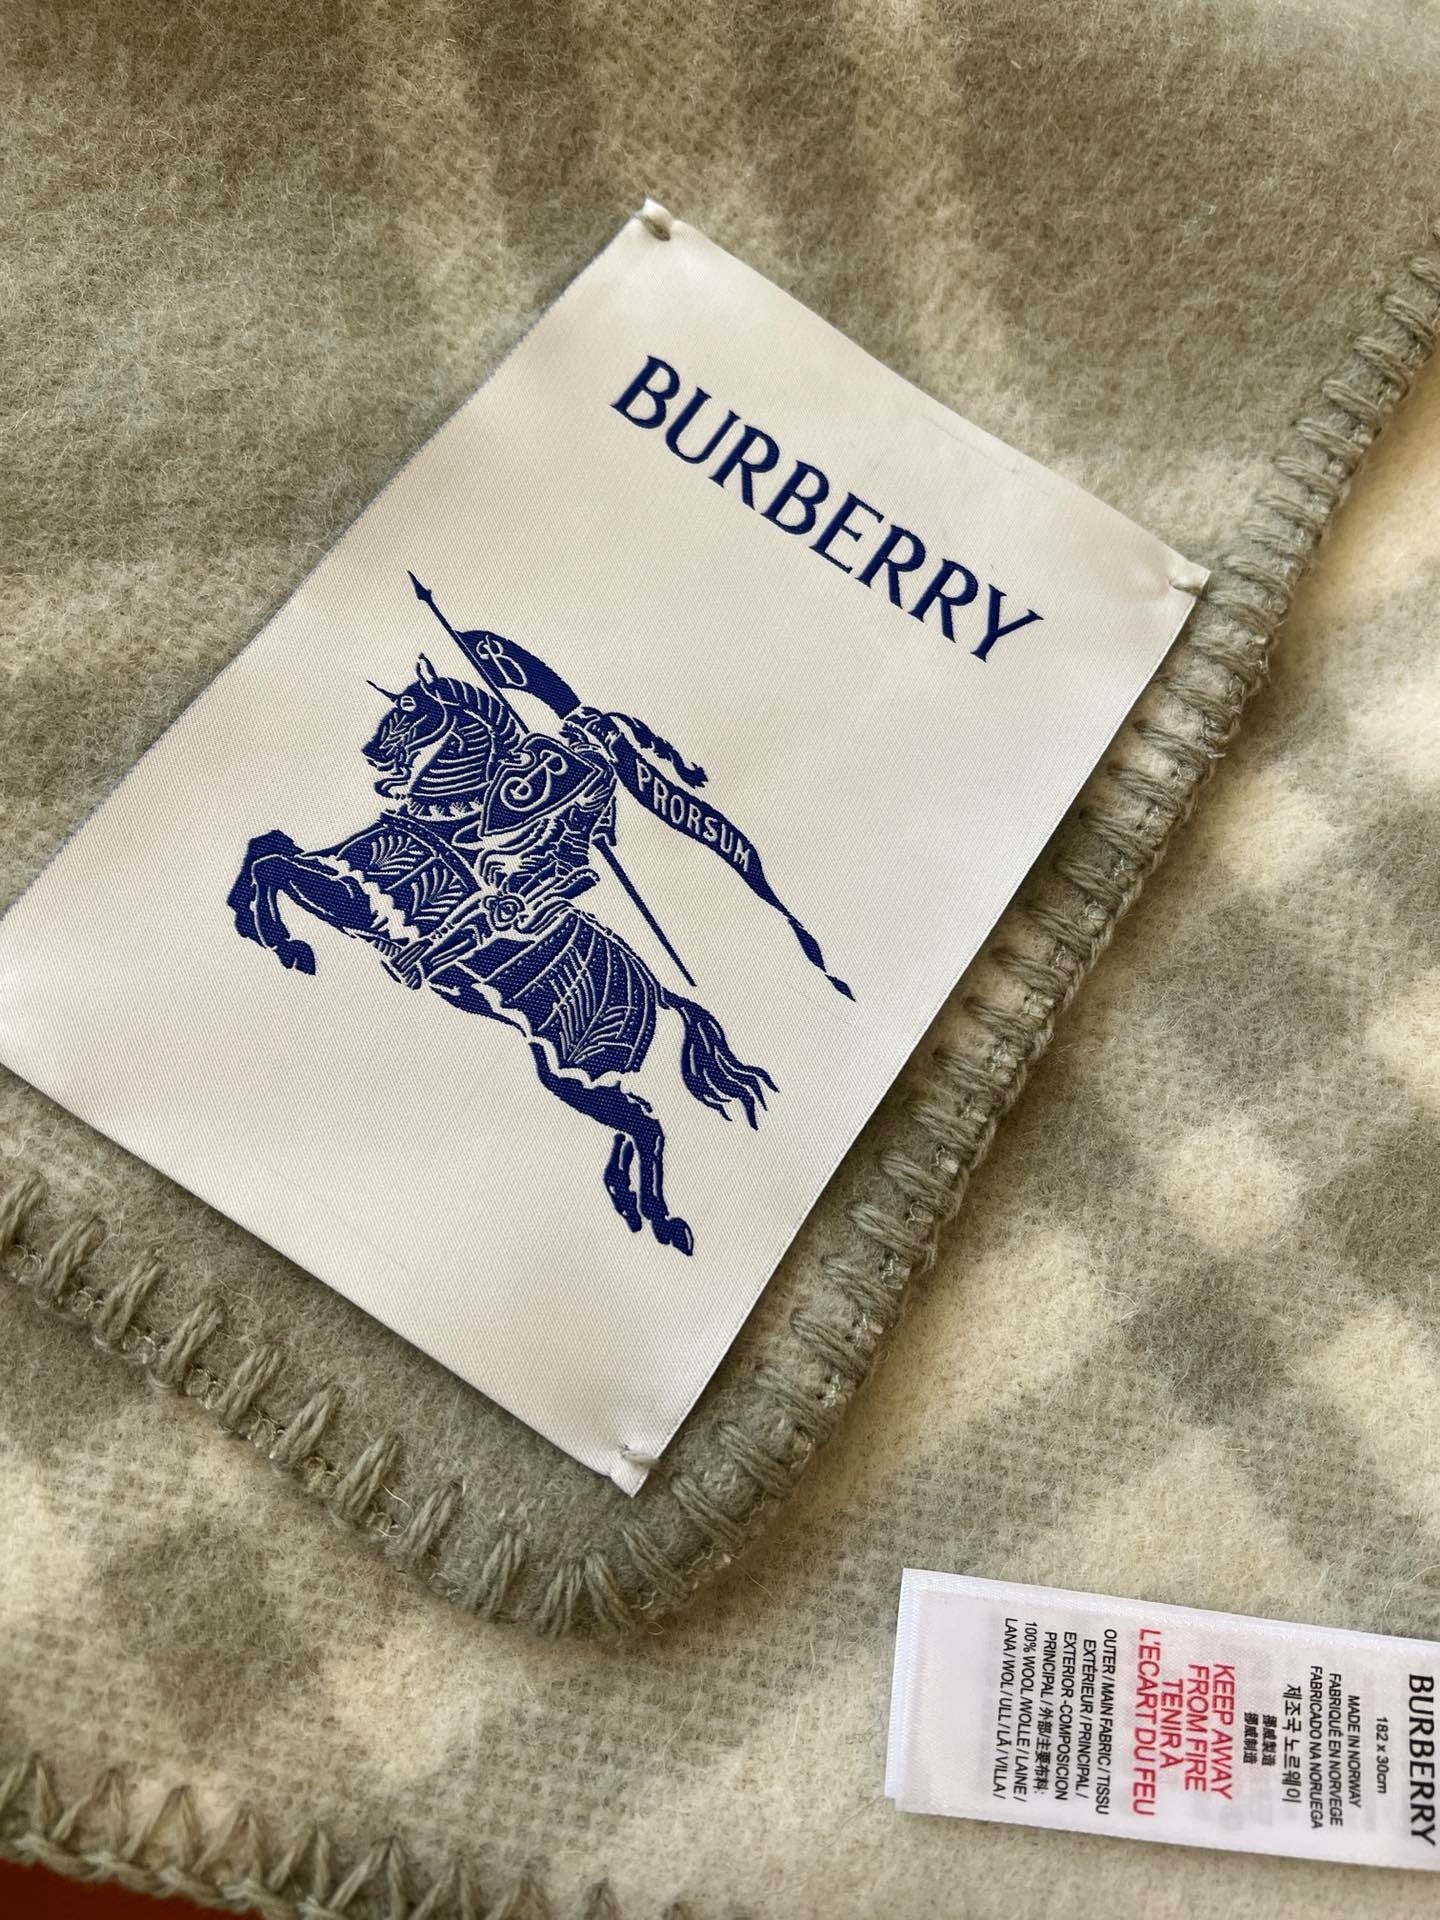 BURBERRY
B
B
PRORSUM
BURBERRY
182 x 30cm
MADE IN NORWAY
FABRIQUÉ EN NORVÈGE
FABRICADO NA NORUEGA
제조국 노르웨이
挪威製造
挪威制造
KEEP AWAY
FROM FIRE
TENIR À
L'ECART DU FEU
OUTER / MAIN FABRIC / TISSU
EXTÉRIEUR / PRINCIPAL /
EXTERIOR -COMPOSICION
PRINCIPAL / 外部/主要布料:
100% WOOL/WOLLE / LAINE /
LANA / WOL / ULL / LÃ / VILLA /